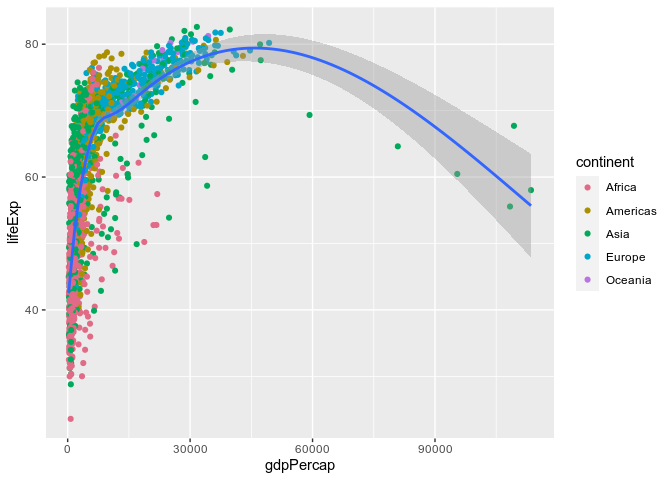 80
60
40
lifeExp
0 30000 60000 90000
gdpPercap
continent
Africa
Americas
Asia
Europe
Oceania